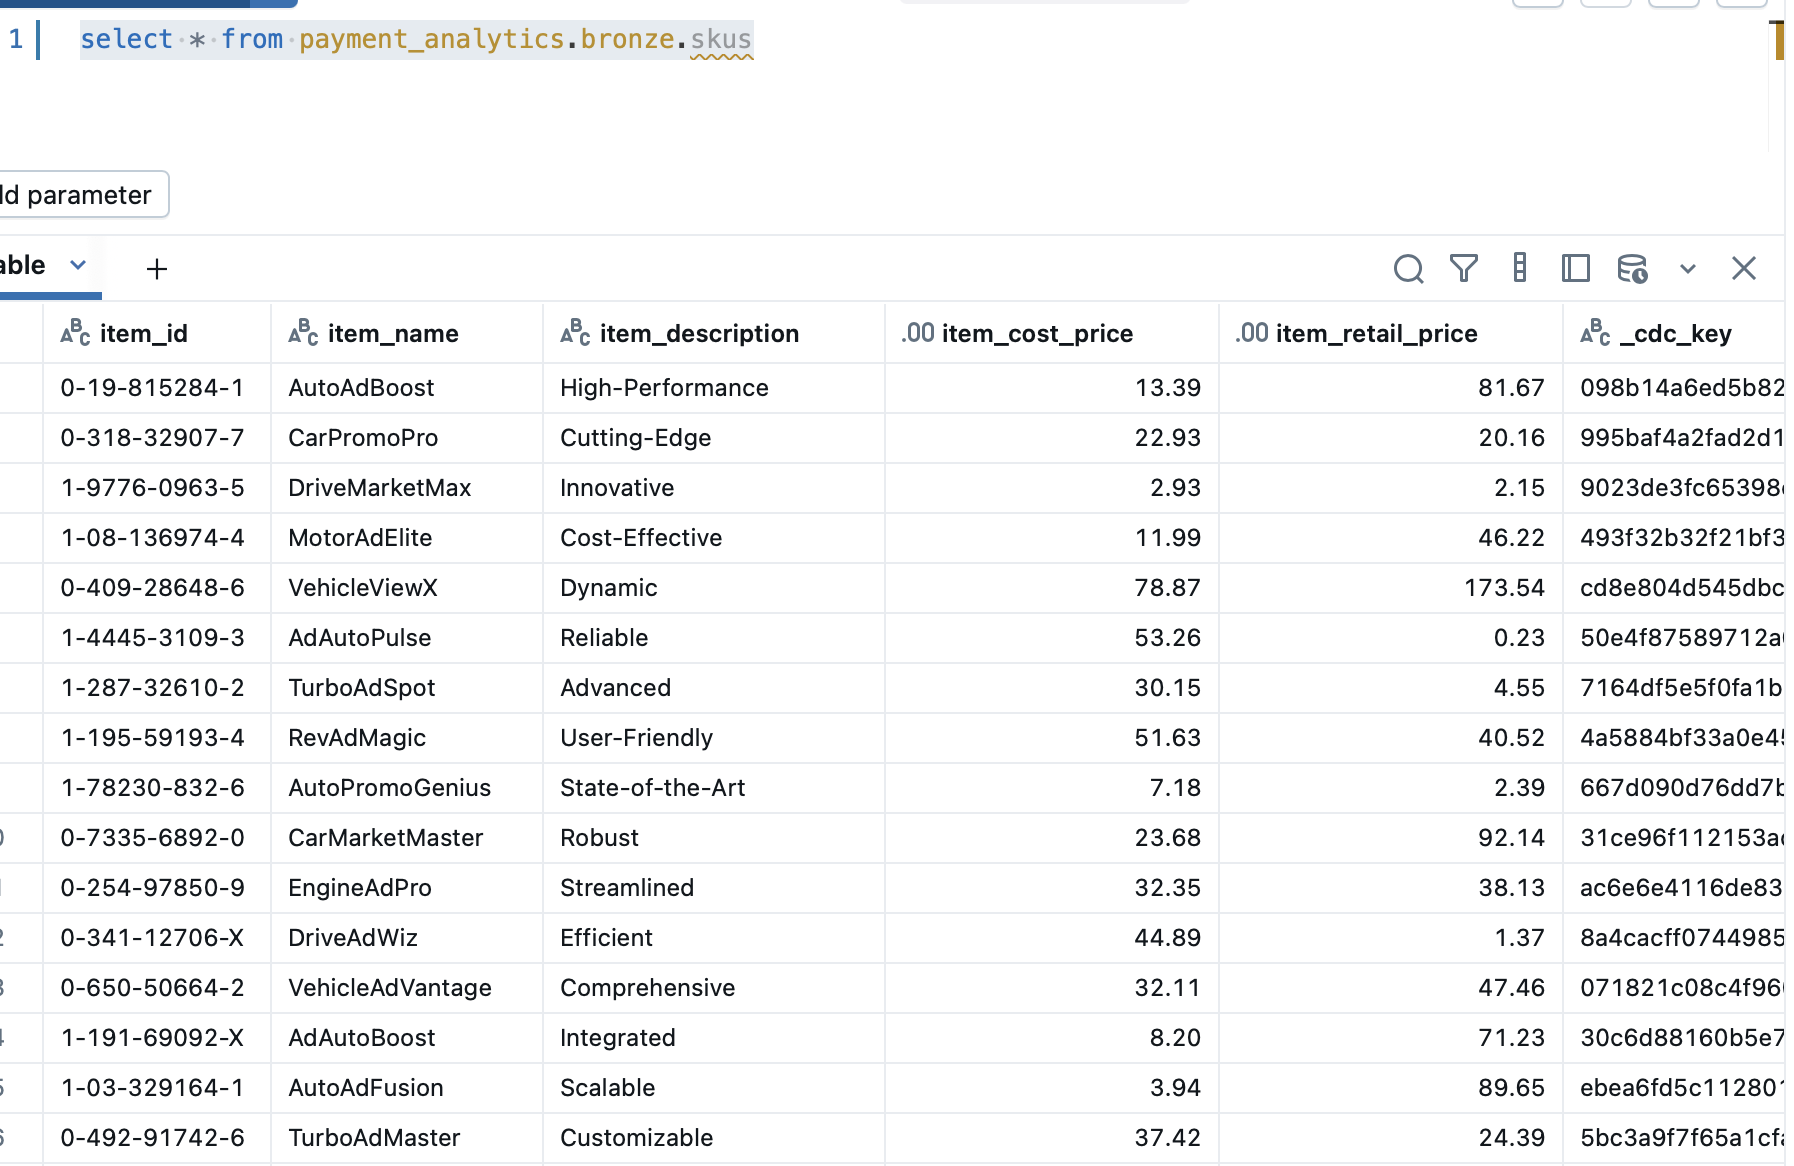 1 select * from payment_analytics.bronze.skus
parameter
item_id item_name item_description .00 item_cost_price .00 item_retail_price _cdc_key
0-19-815284-1 AutoAdBoost High-Performance 13.39 81.67 098b14a6ed5b82
0-318-32907-7 CarPromoPro Cutting-Edge 22.93 20.16 995baf4a2fad2d1
1-9776-0963-5 DriveMarketMax Innovative 2.93 2.15 9023de3fc65398
1-08-136974-4 MotorAdElite Cost-Effective 11.99 46.22 493f32b32f21bf3
0-409-28648-6 VehicleViewX Dynamic 78.87 173.54 cd8e804d545dbc
1-4445-3109-3 AdAutoPulse Reliable 53.26 0.23 50e4f87589712a
1-287-32610-2 TurboAdSpot Advanced 30.15 4.55 7164df5e5f0fa1b
1-195-59193-4 RevAdMagic User-Friendly 51.63 40.52 4a5884bf33a0e4
1-78230-832-6 AutoPromoGenius State-of-the-Art 7.18 2.39 667d090d76dd7b
0-7335-6892-0 CarMarketMaster Robust 23.68 92.14 31ce96f112153a
0-254-97850-9 EngineAdPro Streamlined 32.35 38.13 ac6e6e4116de83
0-341-12706-X DriveAdWiz Efficient 44.89 1.37 8a4cacff0744985
0-650-50664-2 VehicleAdVantage Comprehensive 32.11 47.46 071821c08c4f96
1-191-69092-X AdAutoBoost Integrated 8.20 71.23 30c6d88160b5e7
1-03-329164-1 AutoAdFusion Scalable 3.94 89.65 ebea6fd5c11280
0-492-91742-6 TurboAdMaster Customizable 37.42 24.39 5bc3a9f7f65a1cf